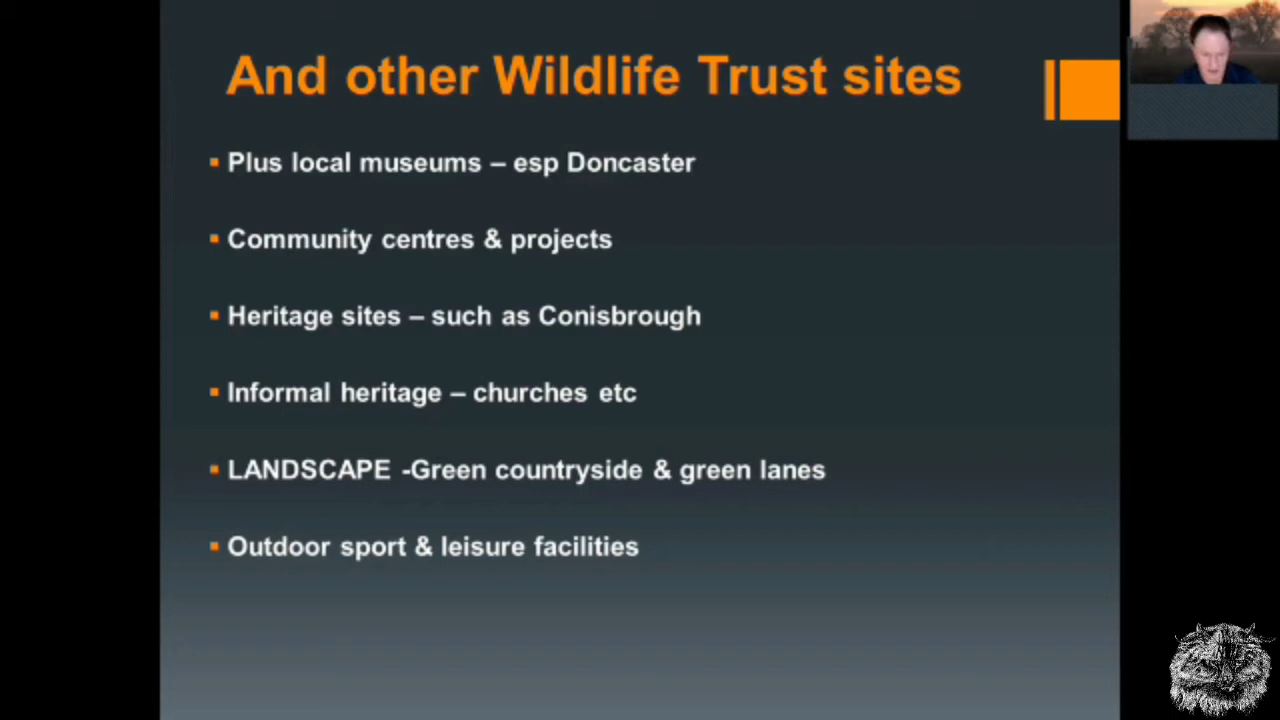 And other Wildlife Trust sites
Plus local museums – esp Doncaster
Community centres & projects
Heritage sites – such as Conisbrough
Informal heritage – churches etc
LANDSCAPE -Green countryside & green lanes
Outdoor sport & leisure facilities